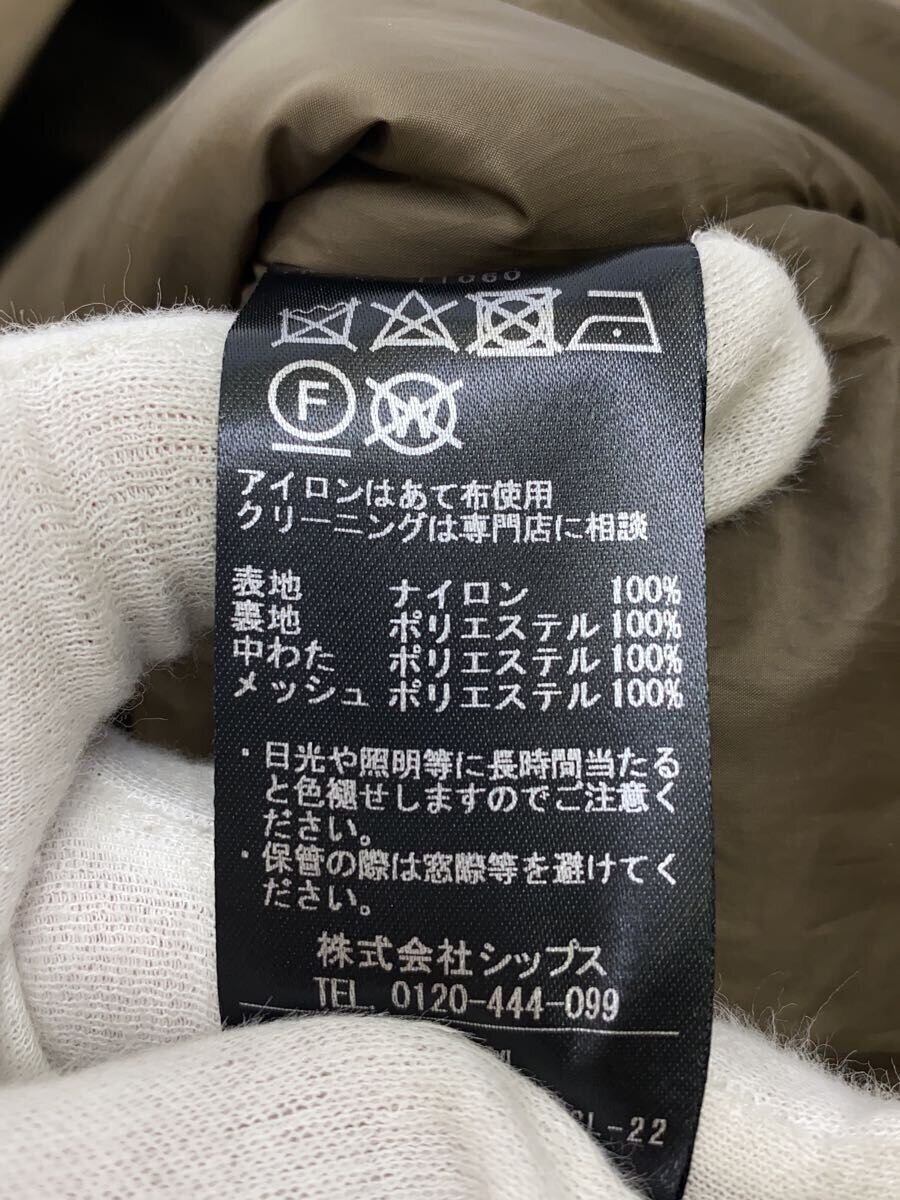 F
W
アイロンはあて布使用
クリーニングは専門店に相談
表地 ナイロン 100%
裏地 ポリエステル 100%
中わた ポリエステル 100%
メッシュ ポリエステル 100%
・日光や照明等に長時間当たる
と色褪せしますのでご注意く
ださい。
・保管の際は窓際等を避けてく
ださい。
株式会社シップス
TEL. 0120-444-099